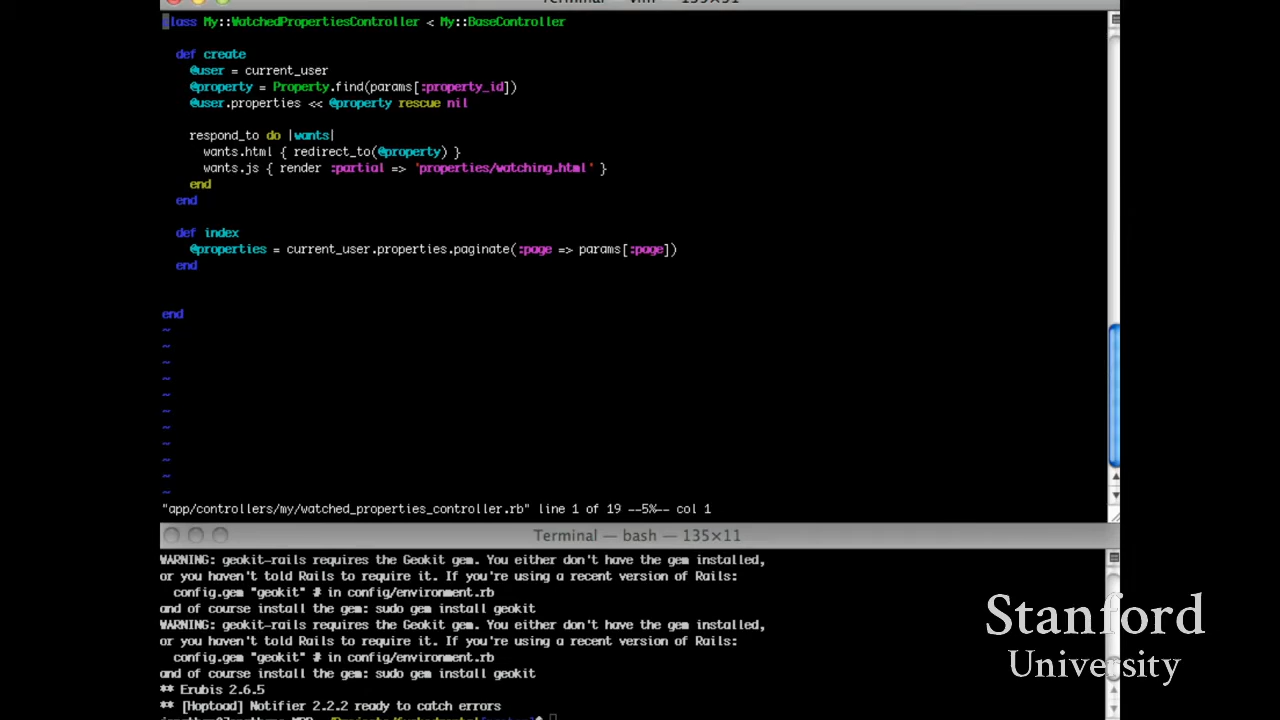 class My::WatchedPropertiesController < My::BaseController
def create
@user = current_user
@property = Property.find(params[:property_id])
@user.properties << @property rescue nil
respond_to do |wants|
wants.html { redirect_to(@property) }
wants.js { render :partial => 'properties/watching.html' }
end
end
def index
@properties = current_user.properties.paginate(:page => params[:page])
end
end
~
~
~
~
~
~
~
~
~
~
~
"app/controllers/my/watched_properties_controller.rb" line 1 of 19 --5%-- col 1
Terminal — bash — 135×11
WARNING: geokit-rails requires the Geokit gem. You either don't have the gem installed,
or you haven't told Rails to require it. If you're using a recent version of Rails:
config.gem "geokit" # in config/environment.rb
and of course install the gem: sudo gem install geokit
WARNING: geokit-rails requires the Geokit gem. You either don't have the gem installed,
or you haven't told Rails to require it. If you're using a recent version of Rails:
config.gem "geokit" # in config/environment.rb
and of course install the gem: sudo gem install geokit
** Erubis 2.6.5
** [Hoptoad] Notifier 2.2.2 ready to catch errors
Stanford
University